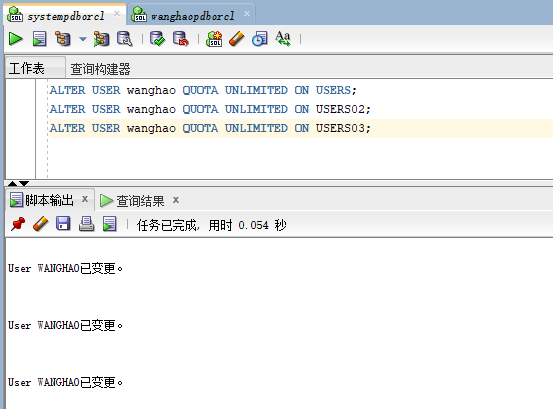 systempdborcl
wanghaopdborcl
工作表 查询构建器
ALTER USER wanghao QUOTA UNLIMITED ON USERS;
ALTER USER wanghao QUOTA UNLIMITED ON USERS02;
ALTER USER wanghao QUOTA UNLIMITED ON USERS03;
脚本输出 x 查询结果 x
任务已完成, 用时 0.054 秒
User WANGHAO已变更。
User WANGHAO已变更。
User WANGHAO已变更。